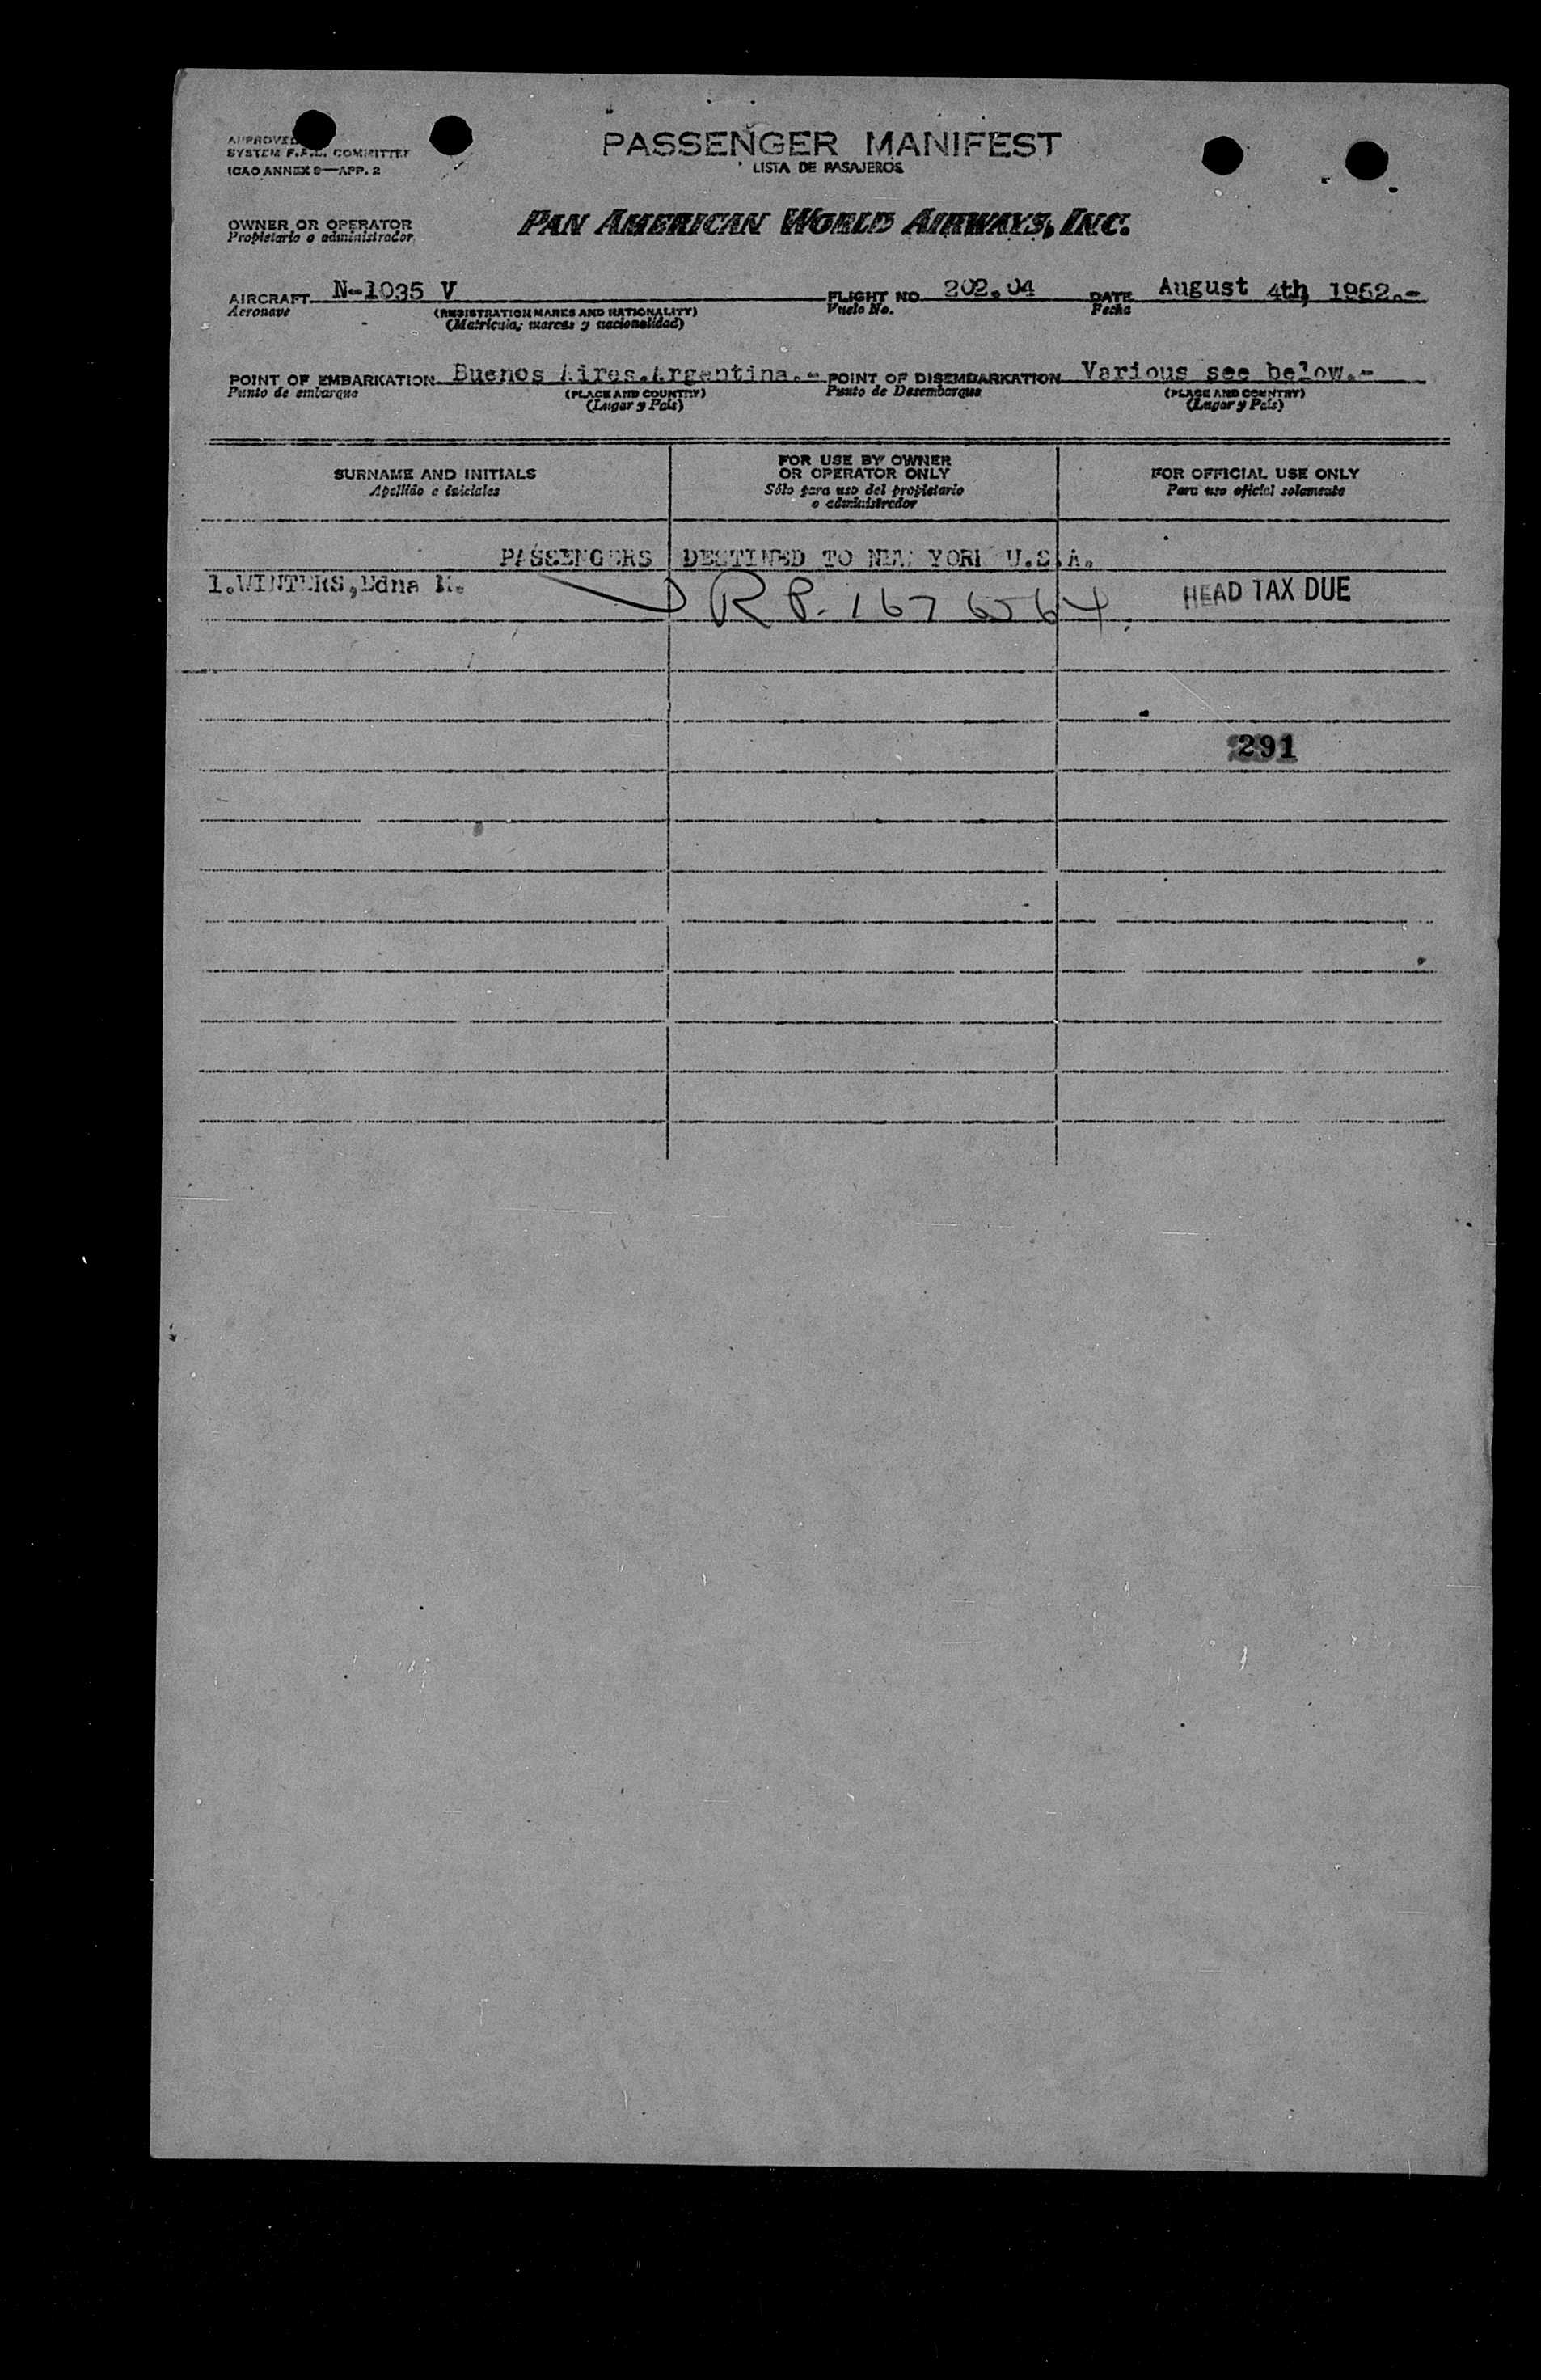 APPROVED
SYSTEM F.A.L. COMMITTEE
ICAO ANNEX 9—APP. 2
PASSENGER MANIFEST
LISTA DE PASAJEROS
OWNER OR OPERATOR
Propietario o administrador
PAN AMERICAN WORLD AIRWAYS, INC.
AIRCRAFT N-1035 V FLIGHT NO. 202.04 DATE August 4th, 1952.-
Aeronave (REGISTRATION MARKS AND NATIONALITY) Vuelo No. Fecha
(Matrícula, marcas y nacionalidad)
POINT OF EMBARKATION Buenos Aires.Argentina.- POINT OF DISEMBARKATION Various see below.-
Punto de embarque (PLACE AND COUNTRY) Punto de Desembarque (PLACE AND COUNTRY)
(Lugar y País) (Lugar y País)
SURNAME AND INITIALS
Apellido e iniciales
FOR USE BY OWNER
OR OPERATOR ONLY
Sólo para uso del propietario
o administrador
FOR OFFICIAL USE ONLY
Para uso oficial solamente
PASSENGERS DESTINED TO NEW YORK U.S.A.
1.WINTERS,Edna M. RP-1676564. HEAD TAX DUE
291